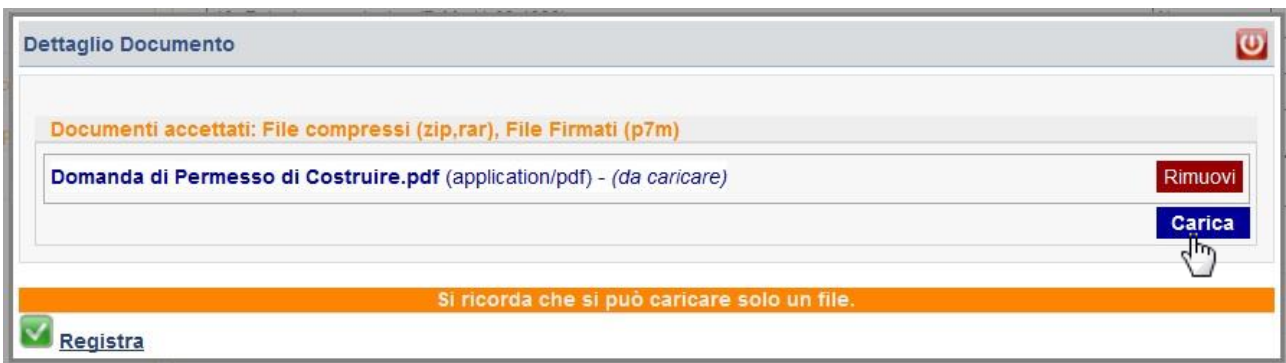 Dettaglio Documento
Documenti accettati: File compressi (zip,rar), File Firmati (p7m)
Domanda di Permesso di Costruire.pdf (application/pdf) - (da caricare)
Rimuovi
Carica
Si ricorda che si può caricare solo un file.
Registra